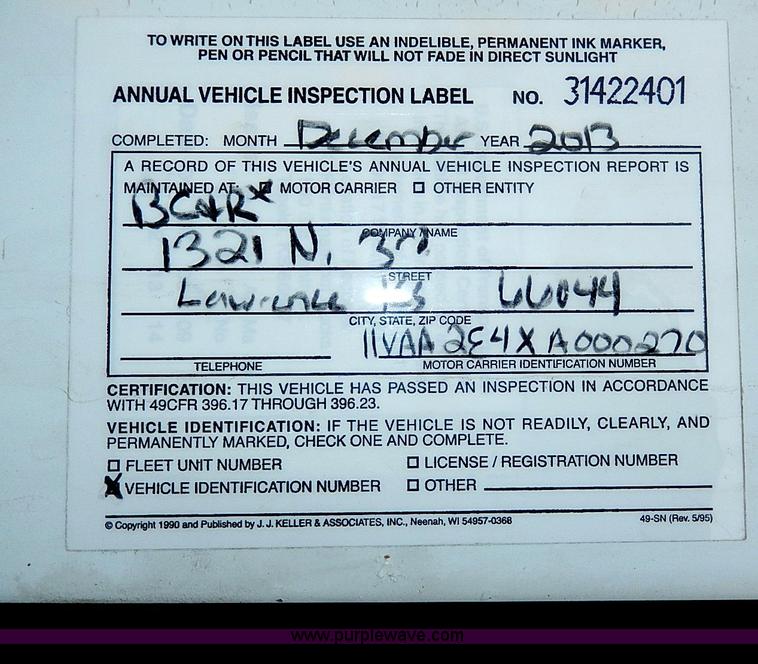 TO WRITE ON THIS LABEL USE AN INDELIBLE, PERMANENT INK MARKER,
PEN OR PENCIL THAT WILL NOT FADE IN DIRECT SUNLIGHT
ANNUAL VEHICLE INSPECTION LABEL NO. 31422401
COMPLETED: MONTH December YEAR 2013
A RECORD OF THIS VEHICLE'S ANNUAL VEHICLE INSPECTION REPORT IS
MAINTAINED AT: ☒ MOTOR CARRIER ☐ OTHER ENTITY
BC&R
COMPANY NAME
1321 N. 3rd
STREET
Lawrence KS 66044
CITY, STATE, ZIP CODE
11VAA2E4XA000270
TELEPHONE MOTOR CARRIER IDENTIFICATION NUMBER
CERTIFICATION: THIS VEHICLE HAS PASSED AN INSPECTION IN ACCORDANCE
WITH 49CFR 396.17 THROUGH 396.23.
VEHICLE IDENTIFICATION: IF THE VEHICLE IS NOT READILY, CLEARLY, AND
PERMANENTLY MARKED, CHECK ONE AND COMPLETE.
☐ FLEET UNIT NUMBER ☐ LICENSE / REGISTRATION NUMBER
☒ VEHICLE IDENTIFICATION NUMBER ☐ OTHER
© Copyright 1990 and Published by J. J. KELLER & ASSOCIATES, INC., Neenah, WI 54957-0368 49-SN (Rev. 5/95)
www.purplewave.com